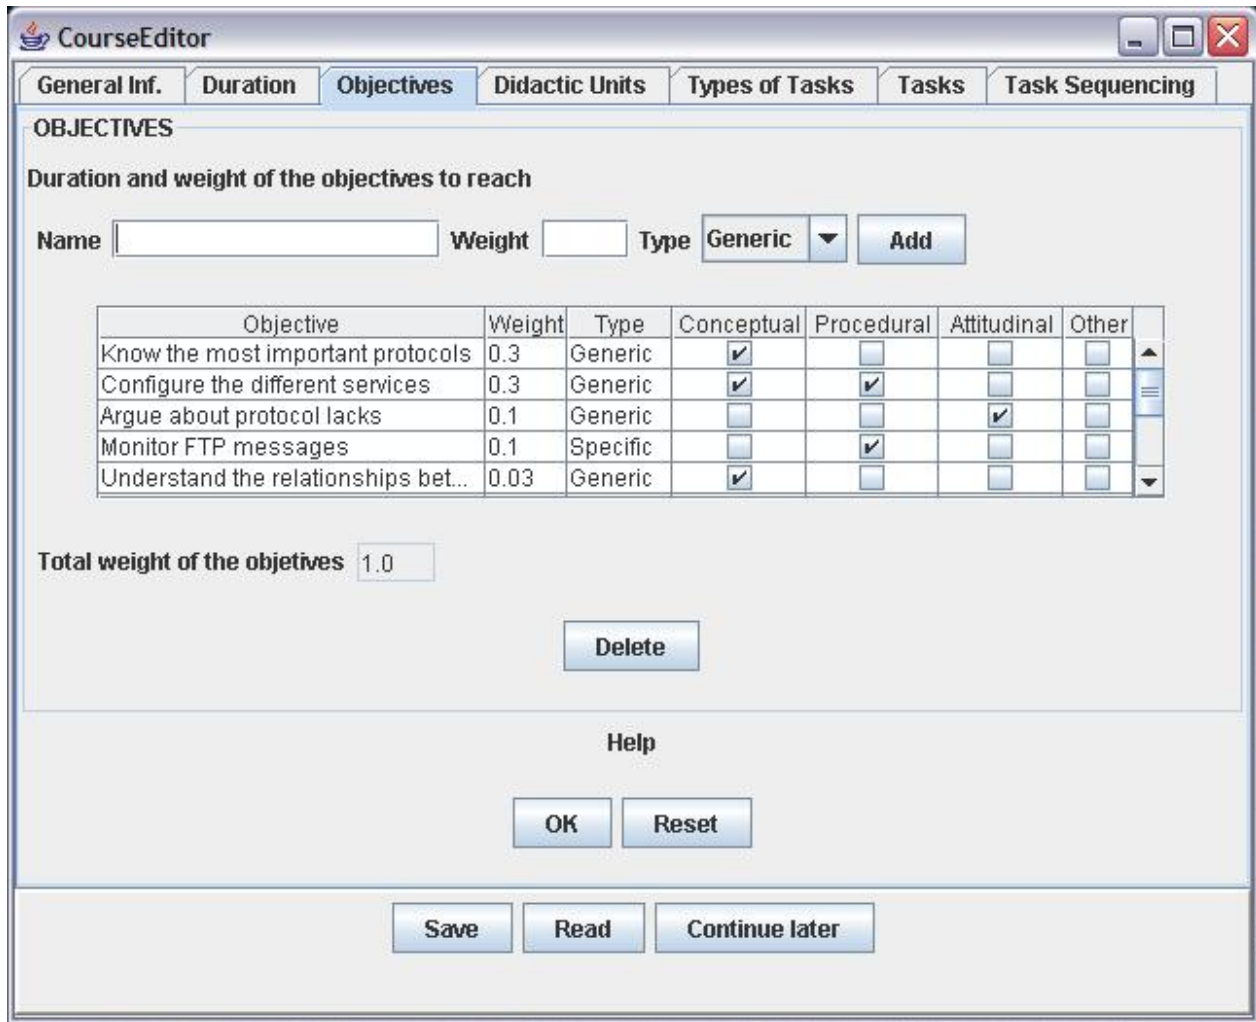 CourseEditor
General Inf. Duration Objectives Didactic Units Types of Tasks Tasks Task Sequencing
OBJECTIVES
Duration and weight of the objectives to reach
Name Weight Type Generic Add
Objective Weight Type Conceptual Procedural Attitudinal Other
Know the most important protocols 0.3 Generic
Configure the different services 0.3 Generic
Argue about protocol lacks 0.1 Generic
Monitor FTP messages 0.1 Specific
Understand the relationships bet... 0.03 Generic
Total weight of the objetives 1.0
Delete
Help
OK Reset
Save Read Continue later